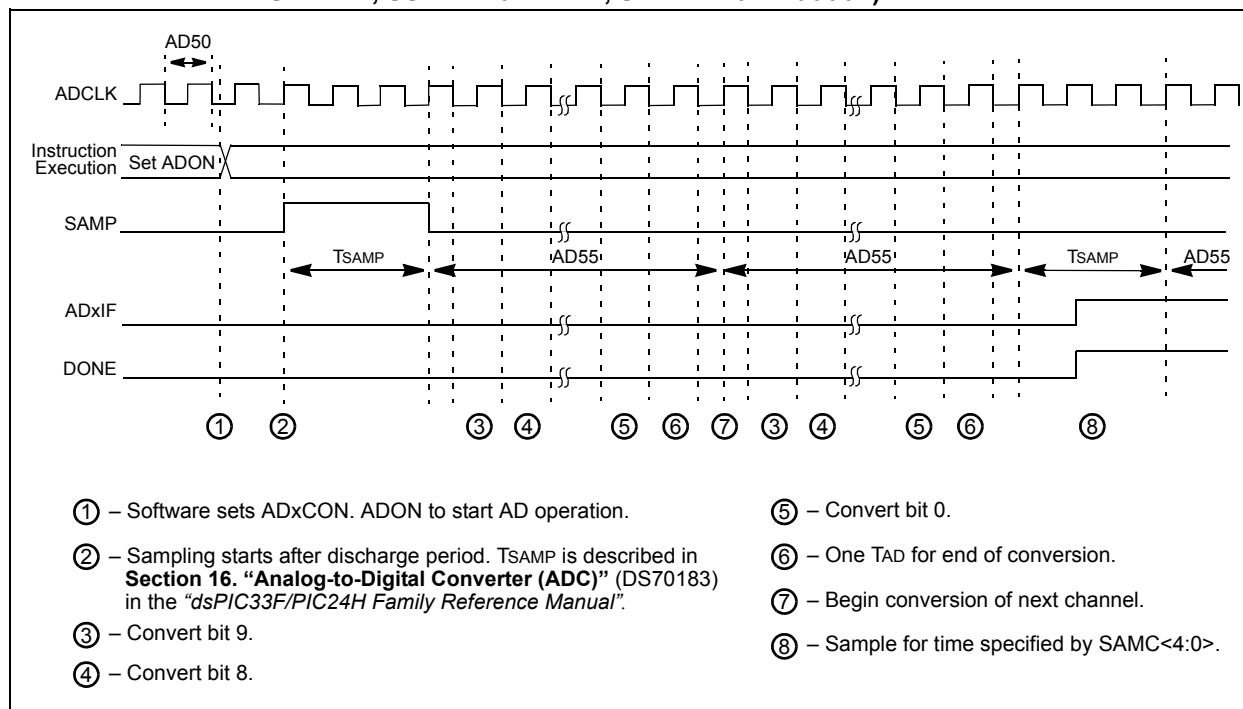 AD50
ADCLK
Instruction
Execution
Set ADON
SAMP
TSAMP
AD55
AD55
TSAMP
AD55
ADxIF
DONE
1 2 3 4 5 6 7 3 4 5 6 8
1 – Software sets ADxCON. ADON to start AD operation.
2 – Sampling starts after discharge period. TSAMP is described in
Section 16. “Analog-to-Digital Converter (ADC)” (DS70183)
in the “dsPIC33F/PIC24H Family Reference Manual”.
3 – Convert bit 9.
4 – Convert bit 8.
5 – Convert bit 0.
6 – One TAD for end of conversion.
7 – Begin conversion of next channel.
8 – Sample for time specified by SAMC<4:0>.